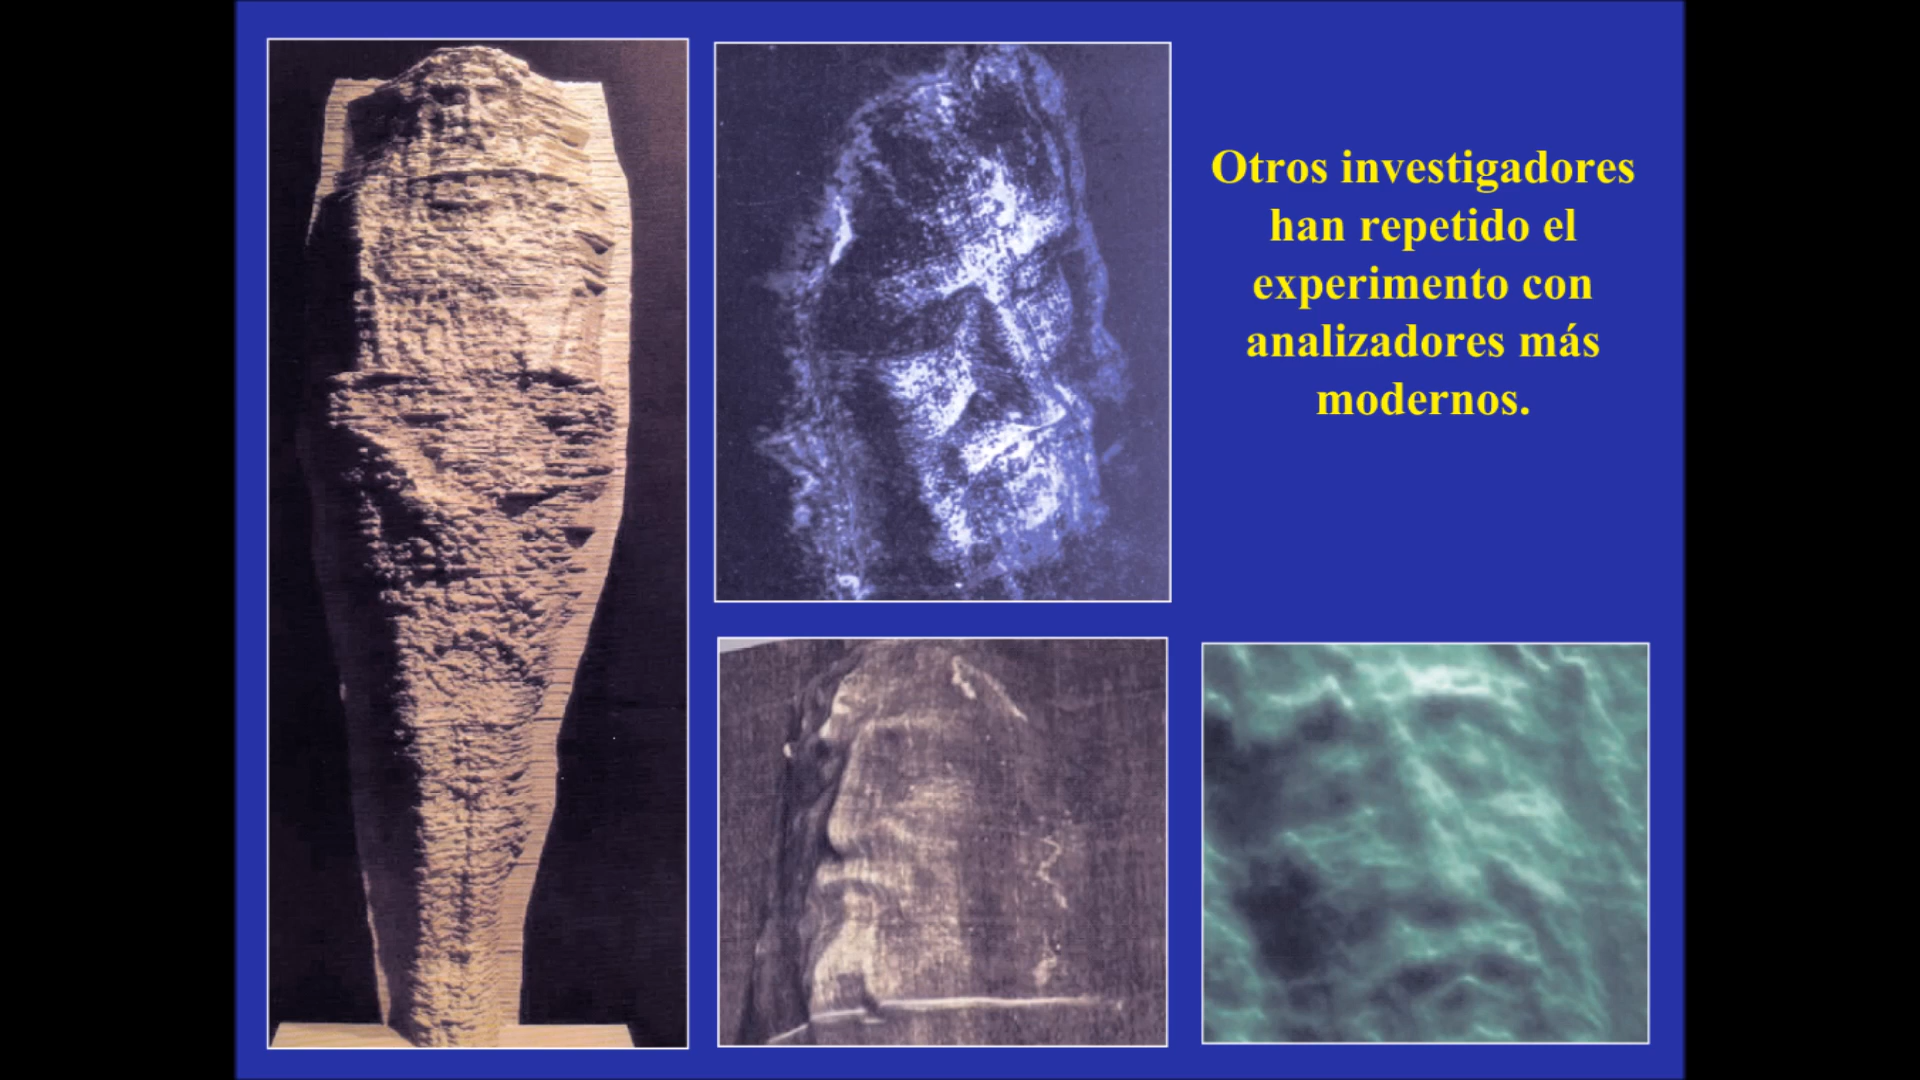 Otros investigadores
han repetido el
experimento con
analizadores más
modernos.